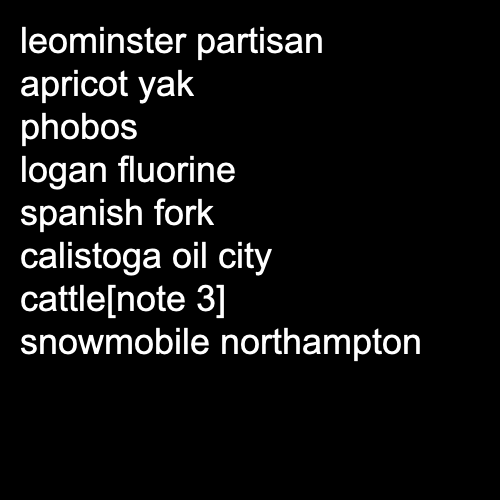 leominster partisan
apricot yak
phobos
logan fluorine
spanish fork
calistoga oil city
cattle[note 3]
snowmobile northampton